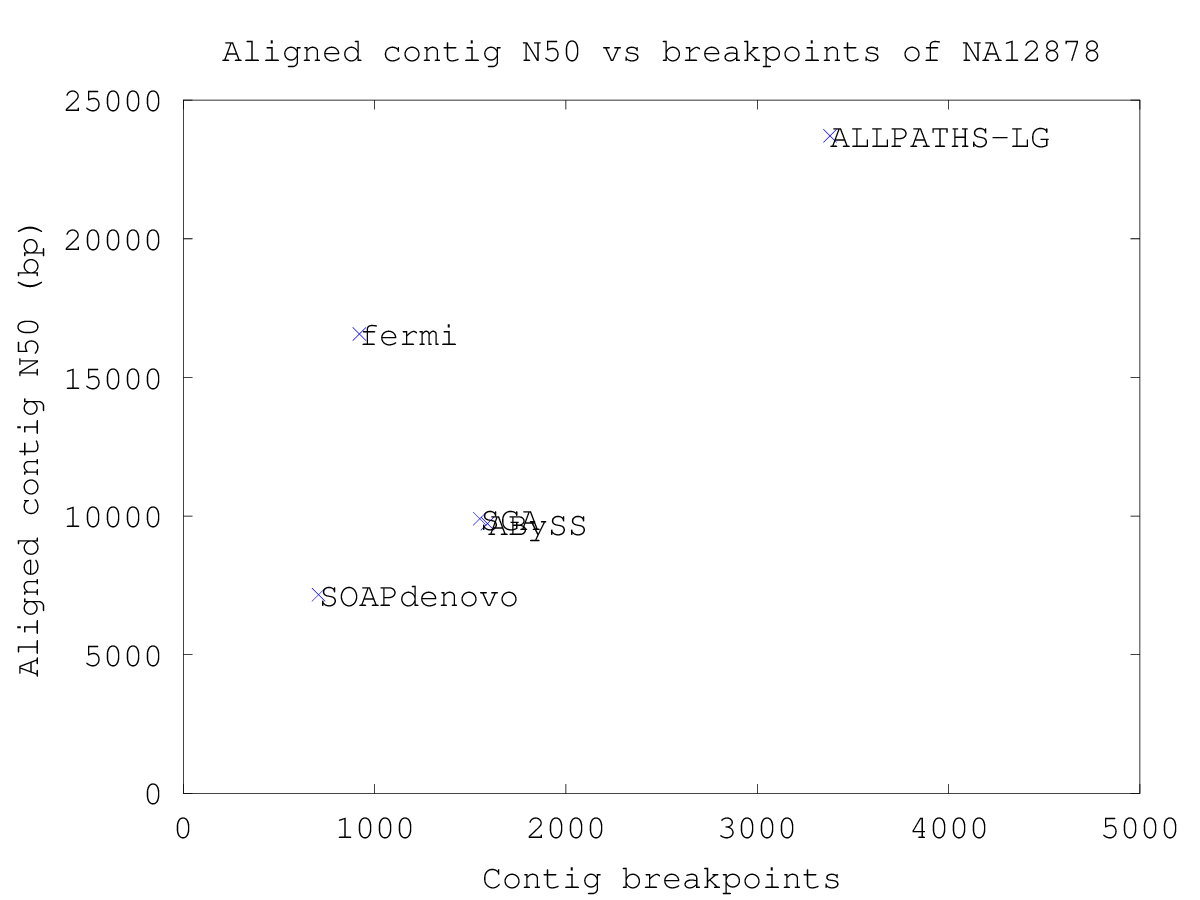 Aligned contig N50 vs breakpoints of NA12878
25000
ALLPATHS-LG
20000
fermi
15000
10000
SGA
ABySS
SOAPdenovo
5000
0
Aligned contig N50 (bp)
0 1000 2000 3000 4000 5000
Contig breakpoints